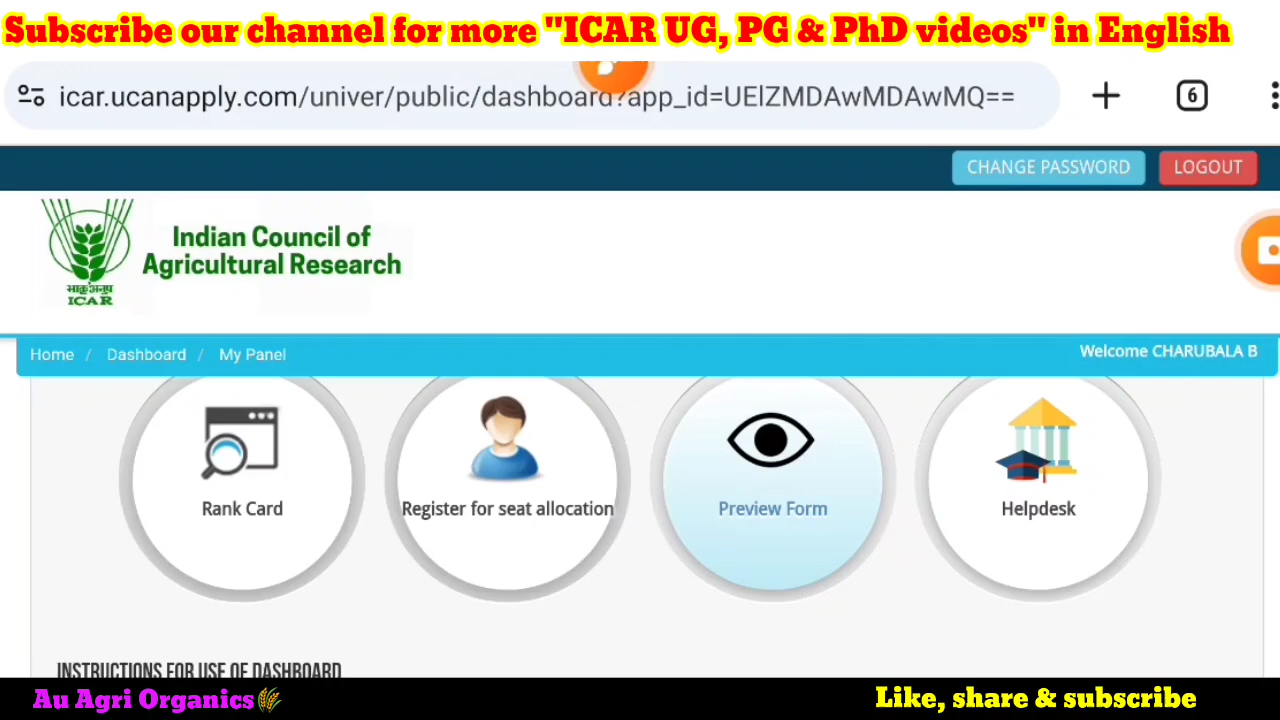 Subscribe our channel for more "ICAR UG, PG & PhD videos" in English
icar.ucanapply.com/univer/public/dashboard?app_id=UElZMDAwMDAwMQ==
6
CHANGE PASSWORD LOGOUT
Indian Council of
Agricultural Research
भाकृअनुप
ICAR
Home / Dashboard / My Panel
Welcome CHARUBALA B
Rank Card
Register for seat allocation
Preview Form
Helpdesk
INSTRUCTIONS FOR USE OF DASHBOARD
Au Agri Organics🌾
Like, share & subscribe